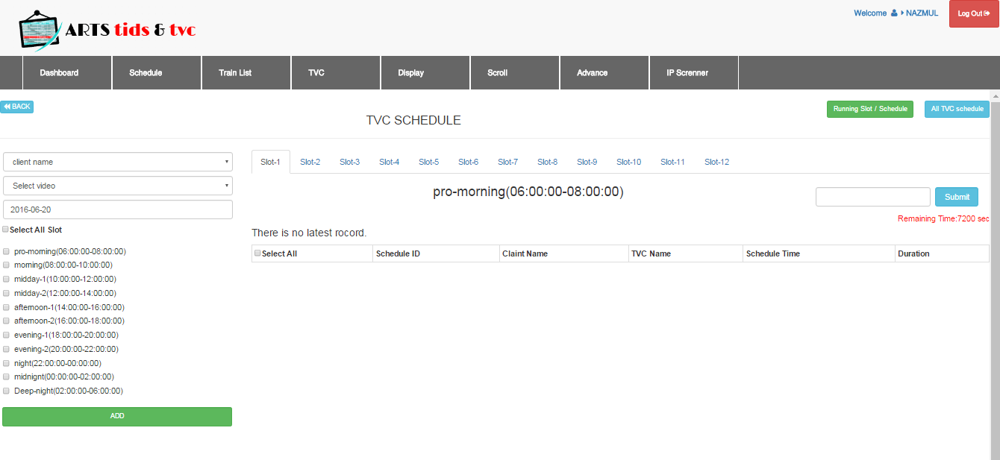 ARTS tids & tvc
Welcome NAZMUL
Log Out
Dashboard Schedule Train List TVC Display Scroll Advance IP Screnner
BACK
TVC SCHEDULE
Running Slot / Schedule
All TVC schedule
client name
Select video
2016-06-20
Select All Slot
pro-morning(06:00:00-08:00:00)
morning(08:00:00-10:00:00)
midday-1(10:00:00-12:00:00)
midday-2(12:00:00-14:00:00)
afternoon-1(14:00:00-16:00:00)
afternoon-2(16:00:00-18:00:00)
evening-1(18:00:00-20:00:00)
evening-2(20:00:00-22:00:00)
night(22:00:00-00:00:00)
midnignt(00:00:00-02:00:00)
Deep-night(02:00:00-06:00:00)
ADD
Slot-1 Slot-2 Slot-3 Slot-4 Slot-5 Slot-6 Slot-7 Slot-8 Slot-9 Slot-10 Slot-11 Slot-12
pro-morning(06:00:00-08:00:00)
Submit
Remaining Time:7200 sec
There is no latest rocord.
Select All Schedule ID Claint Name TVC Name Schedule Time Duration